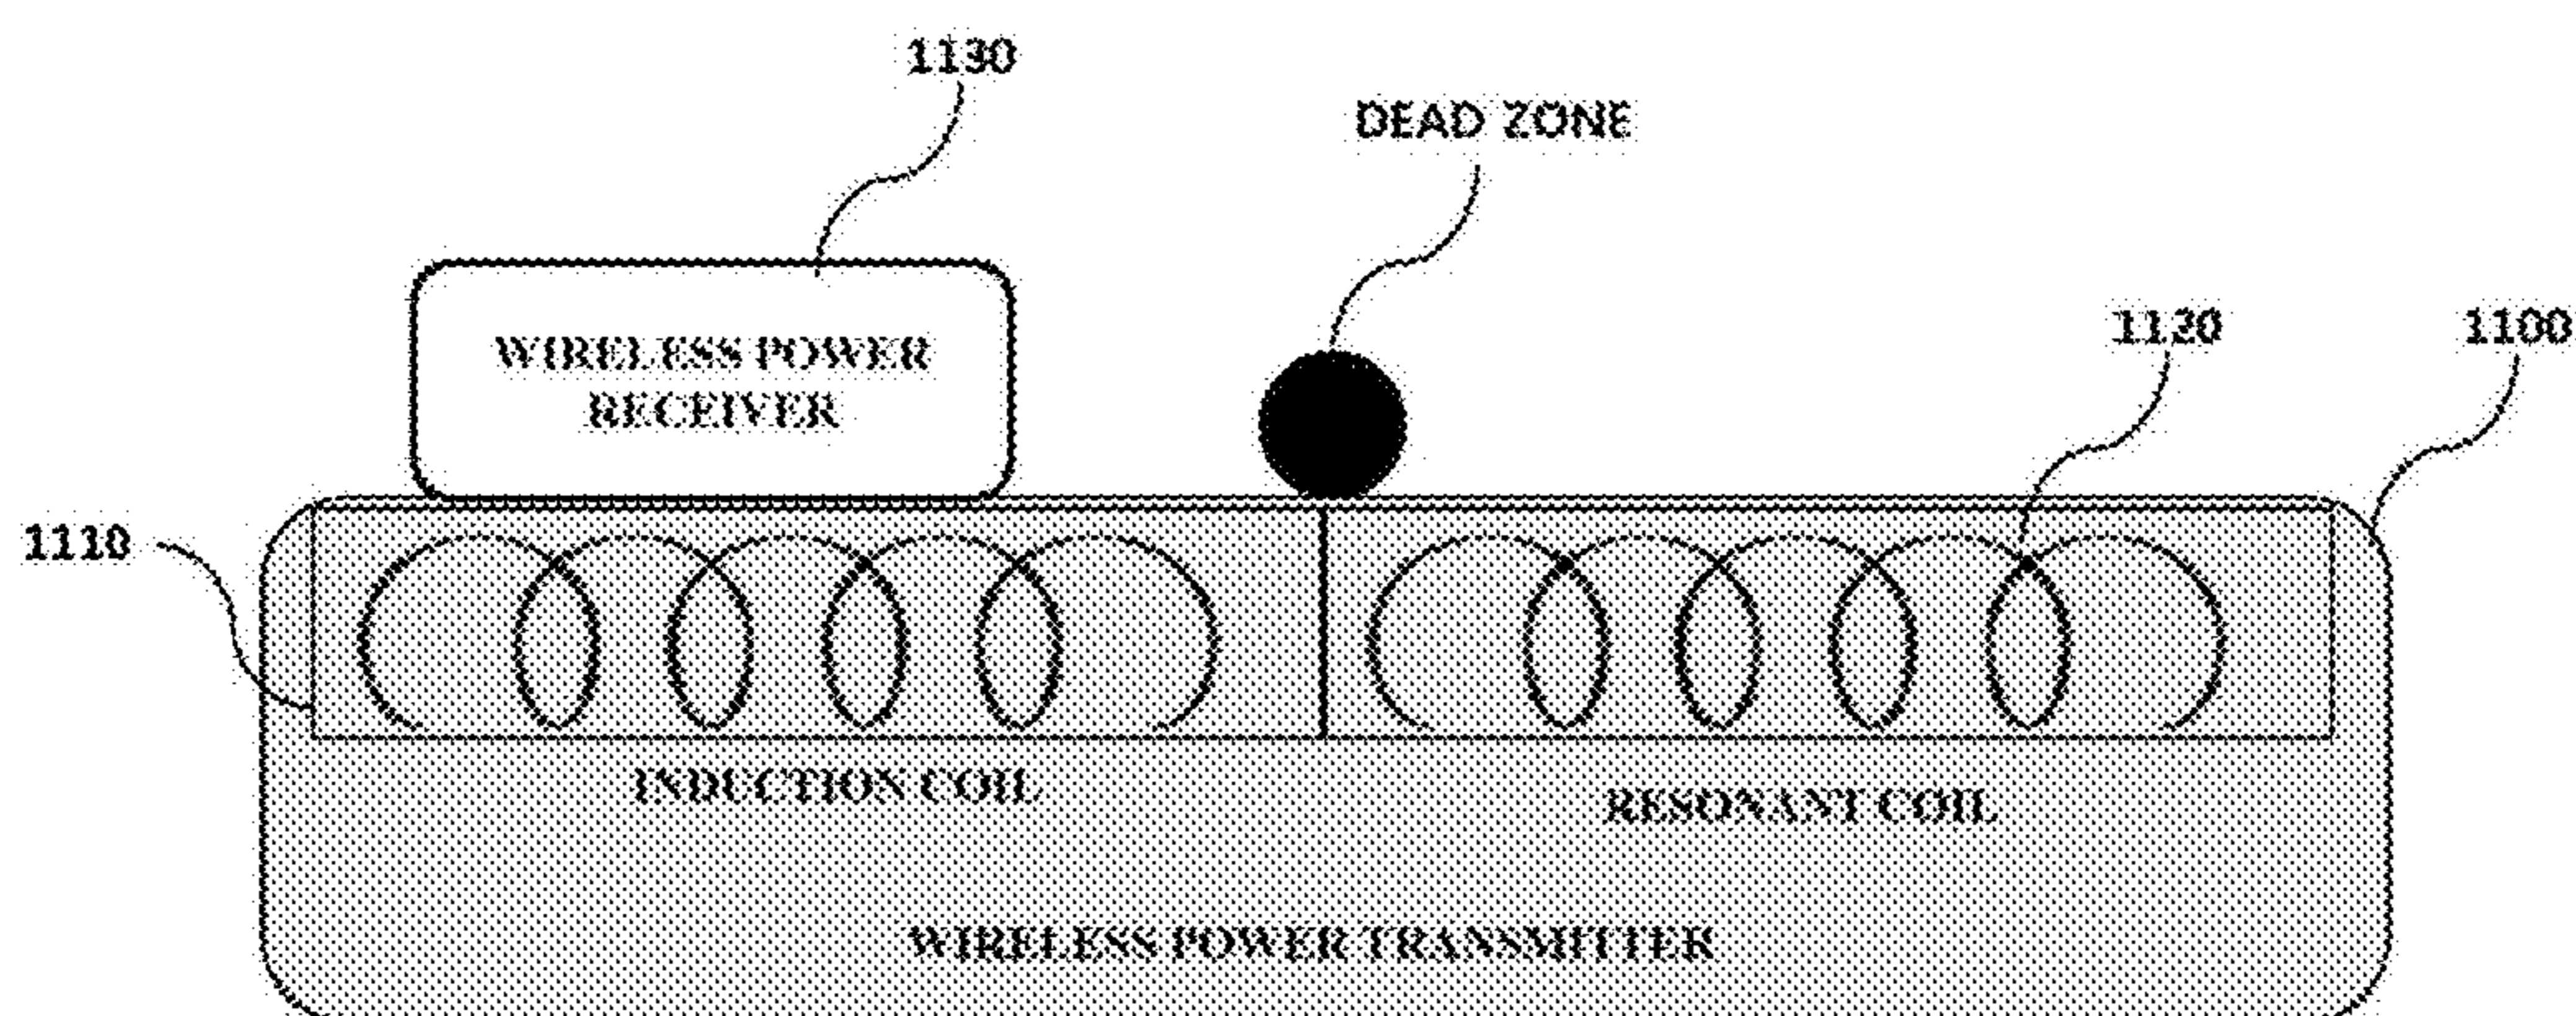 1130
DEAD ZONE
1120
1100
WIRELESS POWER
RECEIVER
1110
INDUCTION COIL
RESONANT COIL
WIRELESS POWER TRANSMITTER